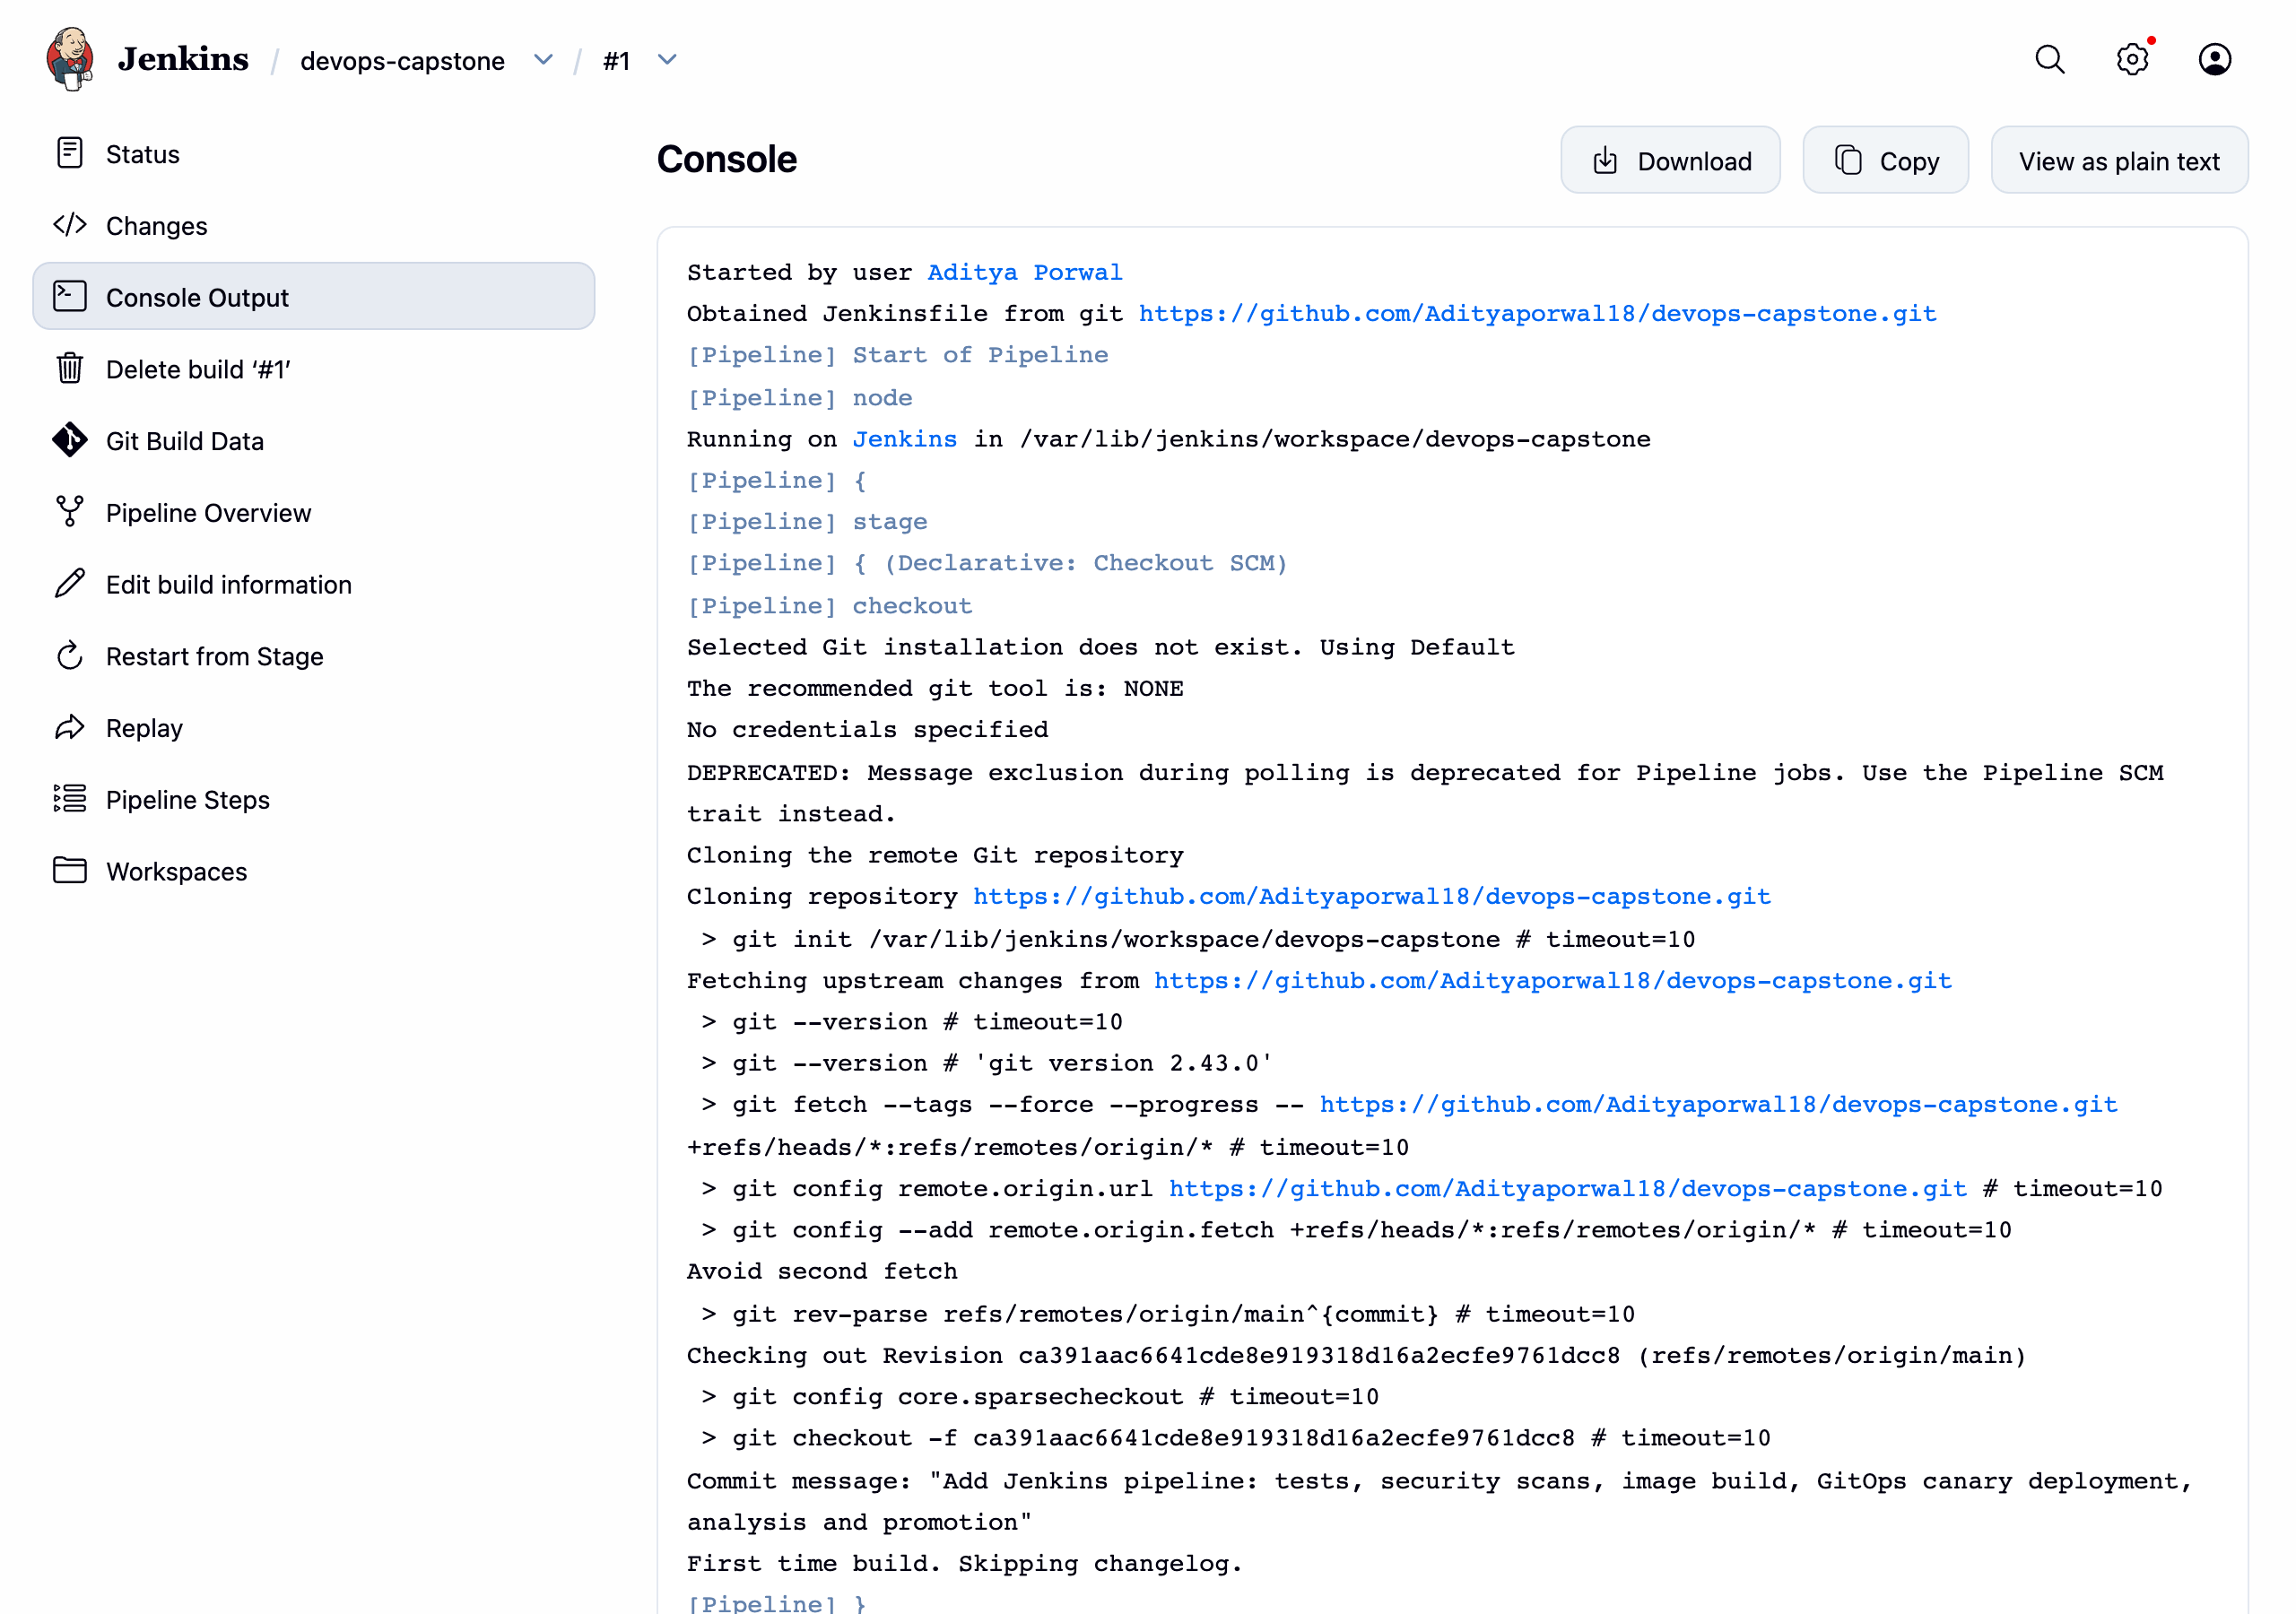 Jenkins / devops-capstone / #1
Status
Changes
Console Output
Delete build ‘#1’
Git Build Data
Pipeline Overview
Edit build information
Restart from Stage
Replay
Pipeline Steps
Workspaces
Console
Download
Copy
View as plain text
Started by user Aditya Porwal
Obtained Jenkinsfile from git https://github.com/Adityaporwal18/devops-capstone.git
[Pipeline] Start of Pipeline
[Pipeline] node
Running on Jenkins in /var/lib/jenkins/workspace/devops-capstone
[Pipeline] {
[Pipeline] stage
[Pipeline] { (Declarative: Checkout SCM)
[Pipeline] checkout
Selected Git installation does not exist. Using Default
The recommended git tool is: NONE
No credentials specified
DEPRECATED: Message exclusion during polling is deprecated for Pipeline jobs. Use the Pipeline SCM
trait instead.
Cloning the remote Git repository
Cloning repository https://github.com/Adityaporwal18/devops-capstone.git
 > git init /var/lib/jenkins/workspace/devops-capstone # timeout=10
Fetching upstream changes from https://github.com/Adityaporwal18/devops-capstone.git
 > git --version # timeout=10
 > git --version # 'git version 2.43.0'
 > git fetch --tags --force --progress -- https://github.com/Adityaporwal18/devops-capstone.git
+refs/heads/*:refs/remotes/origin/* # timeout=10
 > git config remote.origin.url https://github.com/Adityaporwal18/devops-capstone.git # timeout=10
 > git config --add remote.origin.fetch +refs/heads/*:refs/remotes/origin/* # timeout=10
Avoid second fetch
 > git rev-parse refs/remotes/origin/main^{commit} # timeout=10
Checking out Revision ca391aac6641cde8e919318d16a2ecfe9761dcc8 (refs/remotes/origin/main)
 > git config core.sparsecheckout # timeout=10
 > git checkout -f ca391aac6641cde8e919318d16a2ecfe9761dcc8 # timeout=10
Commit message: "Add Jenkins pipeline: tests, security scans, image build, GitOps canary deployment,
analysis and promotion"
First time build. Skipping changelog.
[Pipeline] }